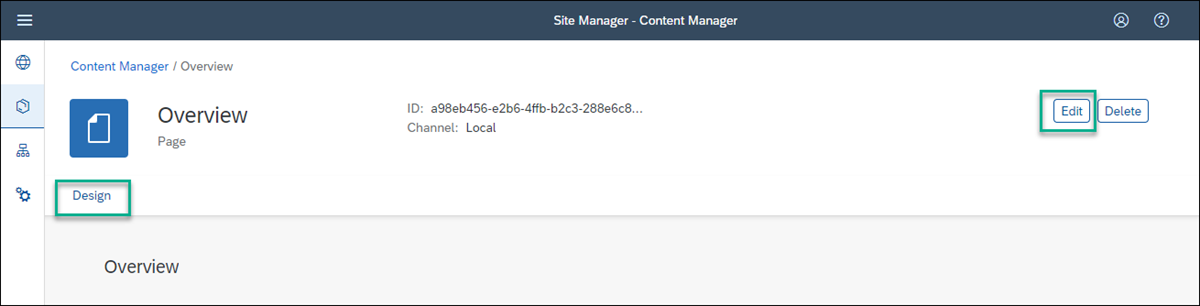 Site Manager - Content Manager
Content Manager / Overview
Overview
Page
ID: a98eb456-e2b6-4ffb-b2c3-288e6c8...
Channel: Local
Edit
Delete
Design
Overview